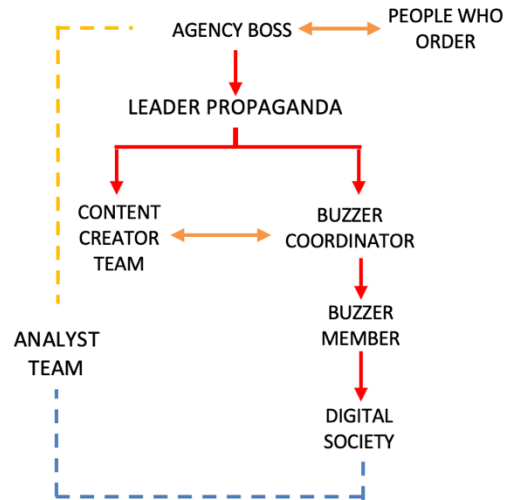 AGENCY BOSS
PEOPLE WHO
ORDER
LEADER PROPAGANDA
CONTENT
CREATOR
TEAM
BUZZER
COORDINATOR
BUZZER
MEMBER
ANALYST
TEAM
DIGITAL
SOCIETY